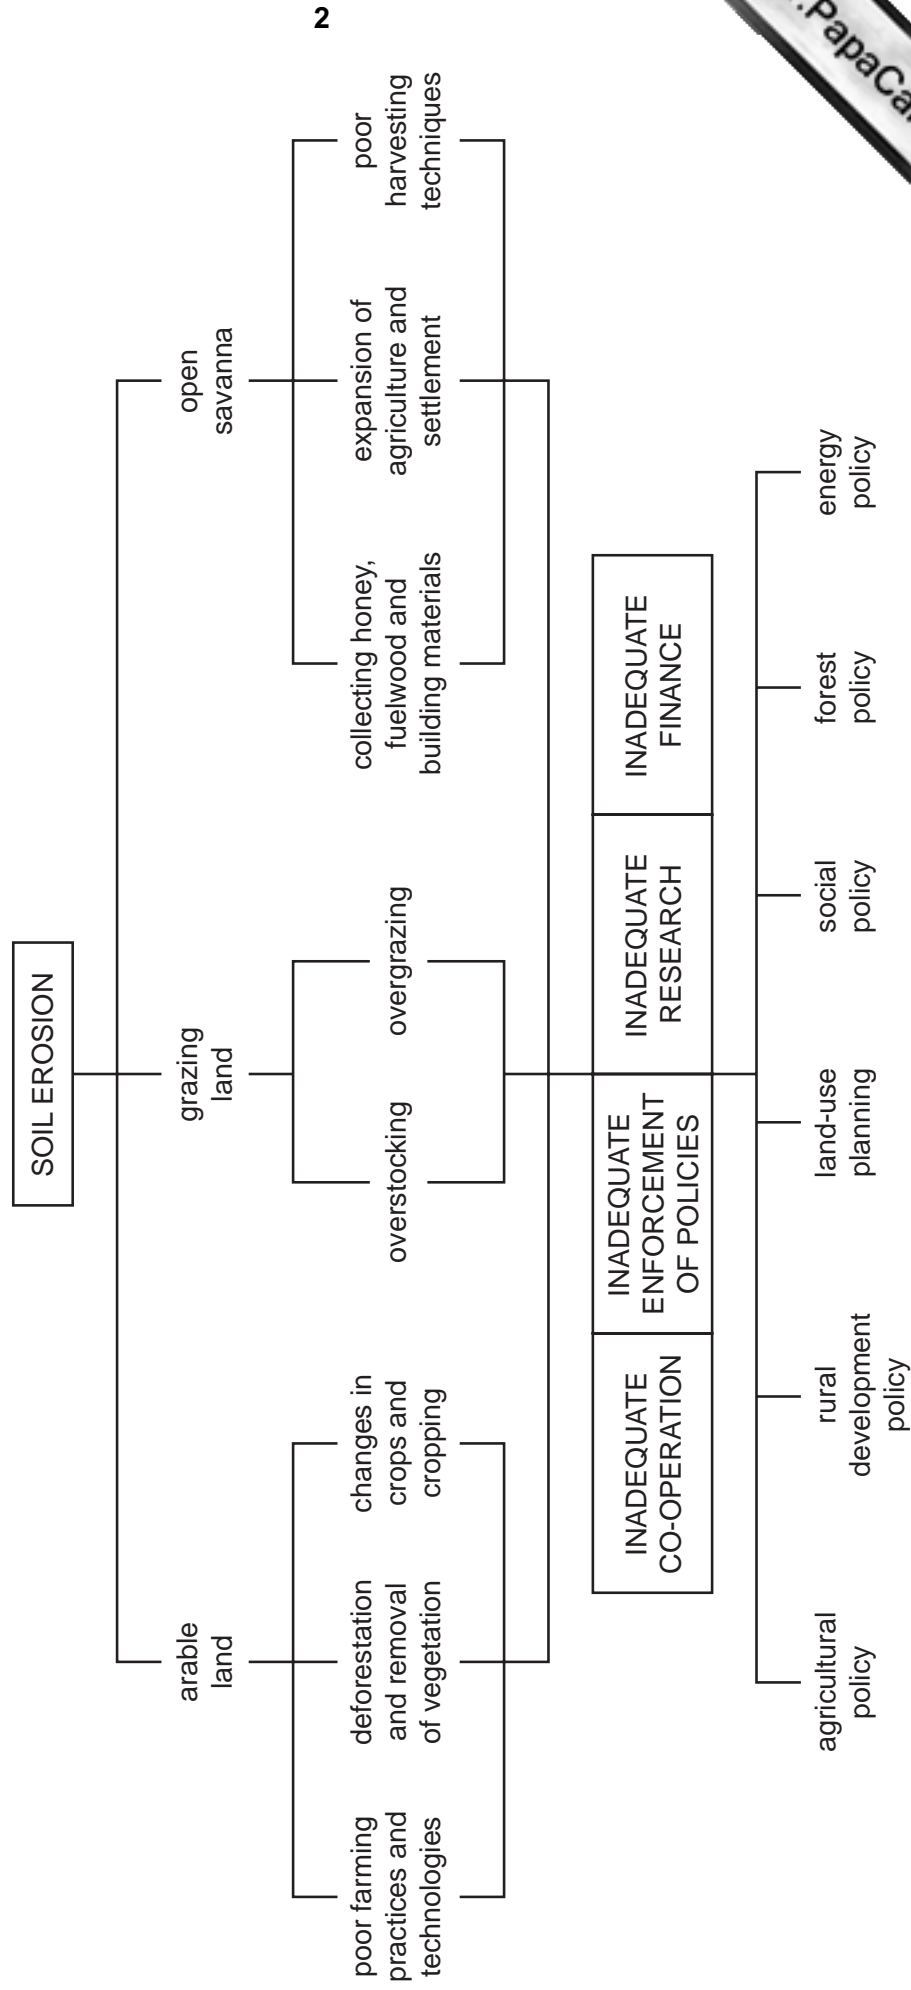 2
SOIL EROSION
arable
land
grazing
land
open
savanna
poor farming
practices and
technologies
deforestation
and removal
of vegetation
changes in
crops and
cropping
overstocking
overgrazing
collecting honey,
fuelwood and
building materials
expansion of
agriculture and
settlement
poor
harvesting
techniques
INADEQUATE
CO-OPERATION
INADEQUATE
ENFORCEMENT
OF POLICIES
INADEQUATE
RESEARCH
INADEQUATE
FINANCE
agricultural
policy
rural
development
policy
land-use
planning
social
policy
forest
policy
energy
policy